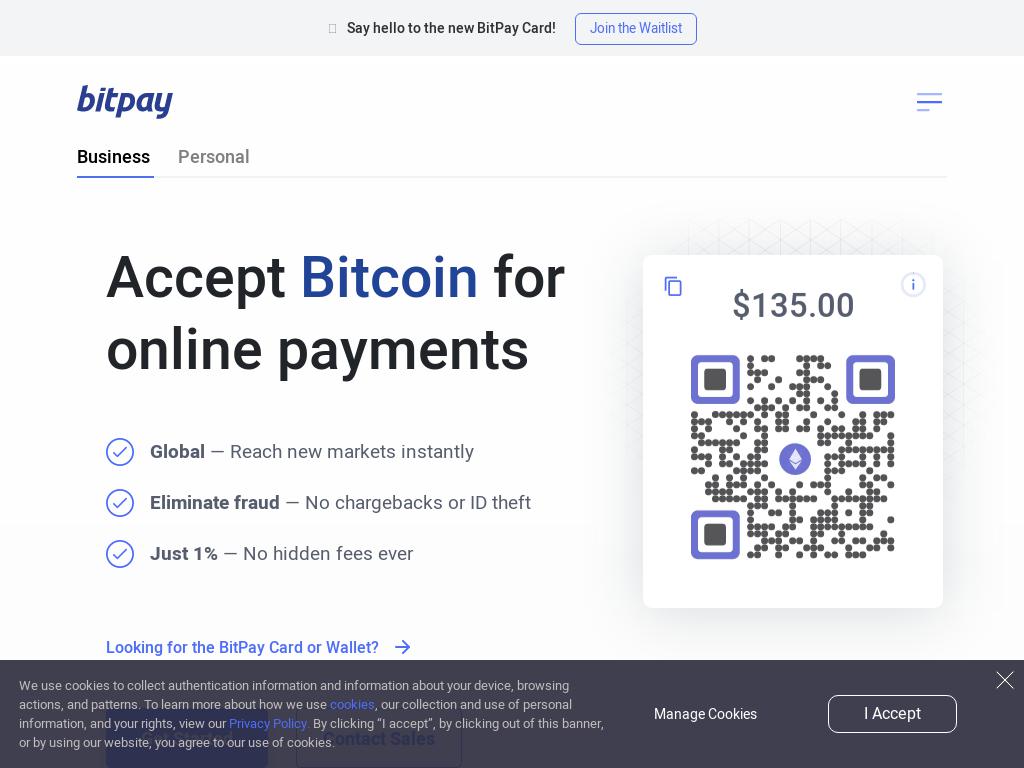 Say hello to the new BitPay Card!
Join the Waitlist
bitpay
Business
Personal
Accept Bitcoin for
online payments
Global — Reach new markets instantly
Eliminate fraud — No chargebacks or ID theft
Just 1% — No hidden fees ever
$135.00
Looking for the BitPay Card or Wallet?
We use cookies to collect authentication information and information about your device, browsing
actions, and patterns. To learn more about how we use cookies, our collection and use of personal
information, and your rights, view our Privacy Policy. By clicking “I accept”, by clicking out of this banner,
or by using our website, you agree to our use of cookies.
Get Started
Contact Sales
Manage Cookies
I Accept